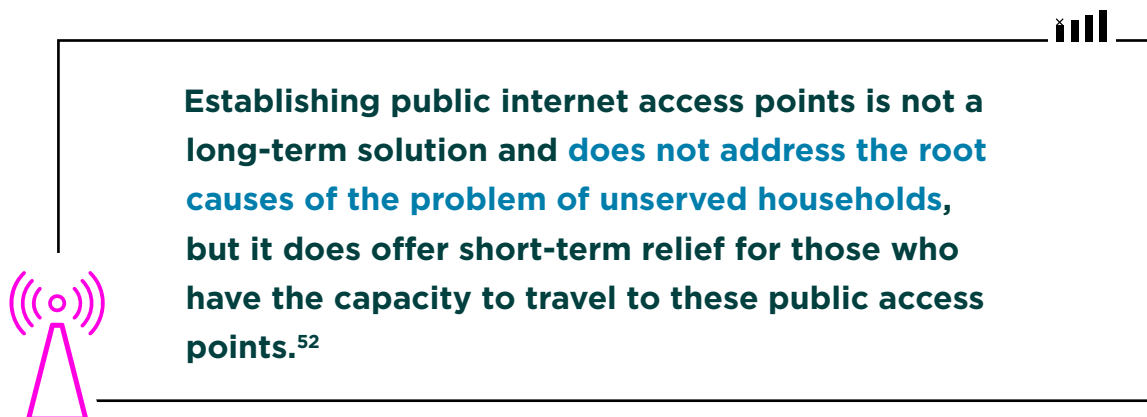 Establishing public internet access points is not a
long-term solution and does not address the root
causes of the problem of unserved households,
but it does offer short-term relief for those who
have the capacity to travel to these public access
points.⁵²